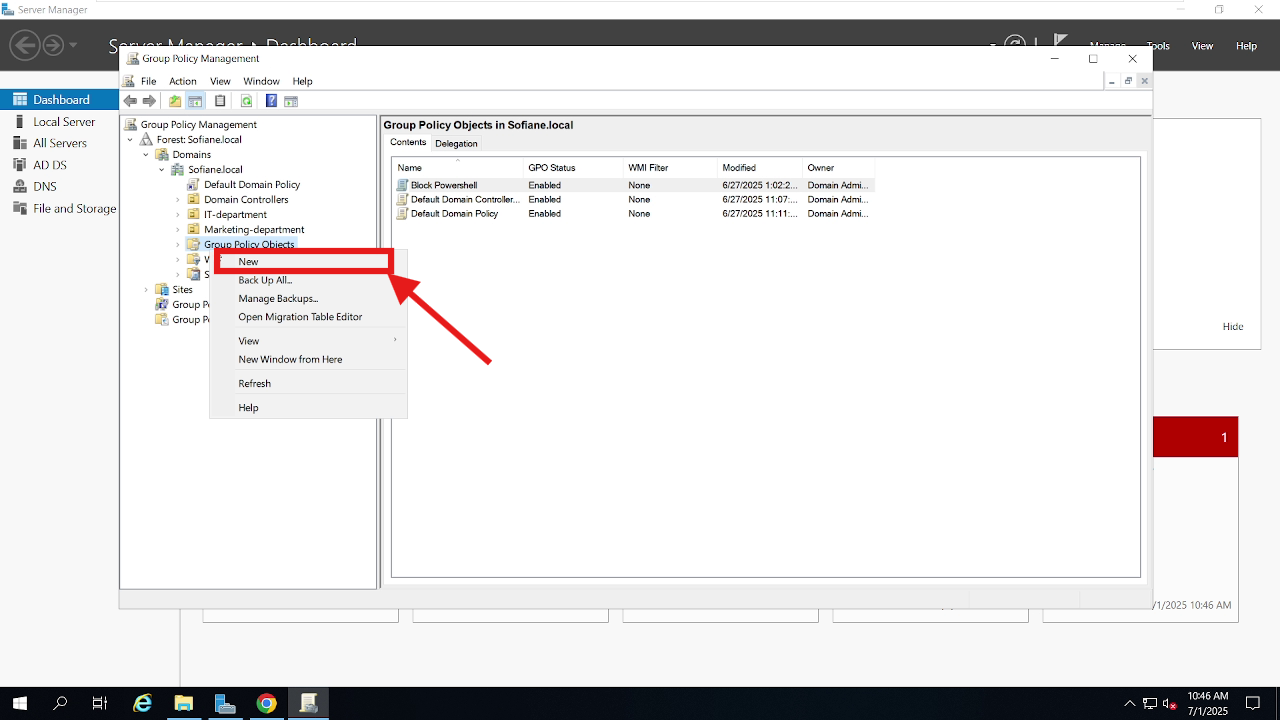 Server Manager
Server Manager Dashboard
Manage Tools View Help
Group Policy Management
File Action View Window Help
Dashboard
Local Server
All Servers
AD DS
DNS
File and Storage
Group Policy Management
Forest: Sofiane.local
Domains
Sofiane.local
Default Domain Policy
Domain Controllers
IT-department
Marketing-department
Group Policy Objects
W
S
Sites
Group P
Group P
New
Back Up All...
Manage Backups...
Open Migration Table Editor
View
New Window from Here
Refresh
Help
Group Policy Objects in Sofiane.local
Contents Delegation
Name GPO Status WMI Filter Modified Owner
Block Powershell Enabled None 6/27/2025 1:02:2... Domain Admi...
Default Domain Controller... Enabled None 6/27/2025 11:07:... Domain Admi...
Default Domain Policy Enabled None 6/27/2025 11:11:... Domain Admi...
Hide
1
/1/2025 10:46 AM
10:46 AM
7/1/2025